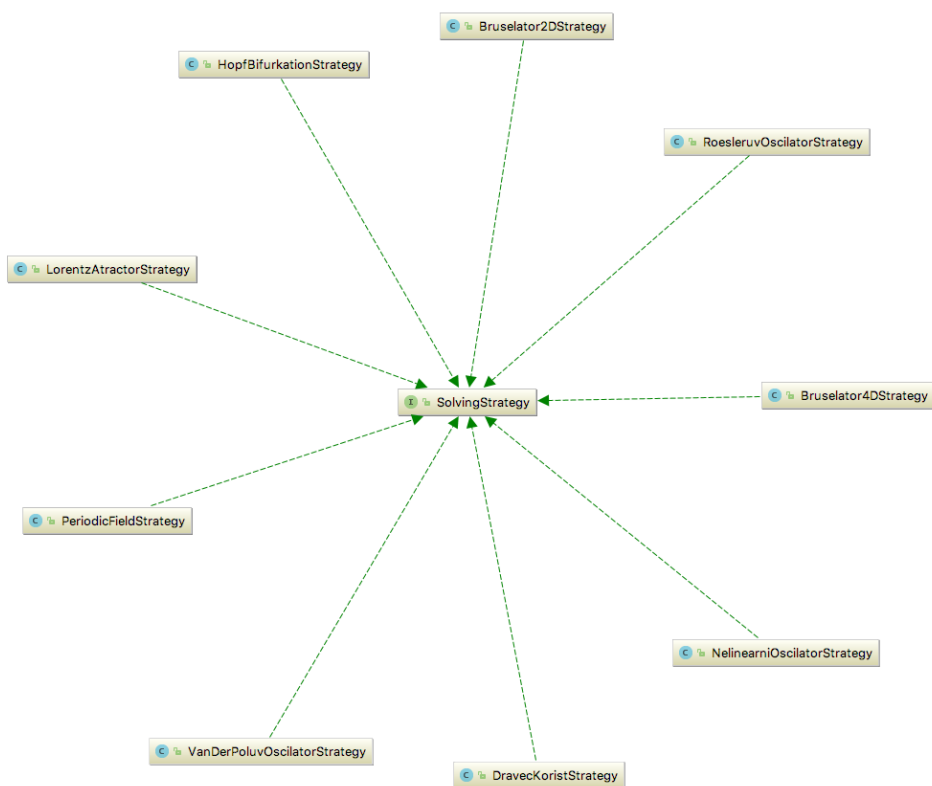 C Bruselator2DStrategy
C HopfBifurkationStrategy
C RoesleruvOscilatorStrategy
C LorentzAtractorStrategy
C Bruselator4DStrategy
I SolvingStrategy
C PeriodicFieldStrategy
C NelinearniOscilatorStrategy
C VanDerPoluvOscilatorStrategy
C DravecKoristStrategy